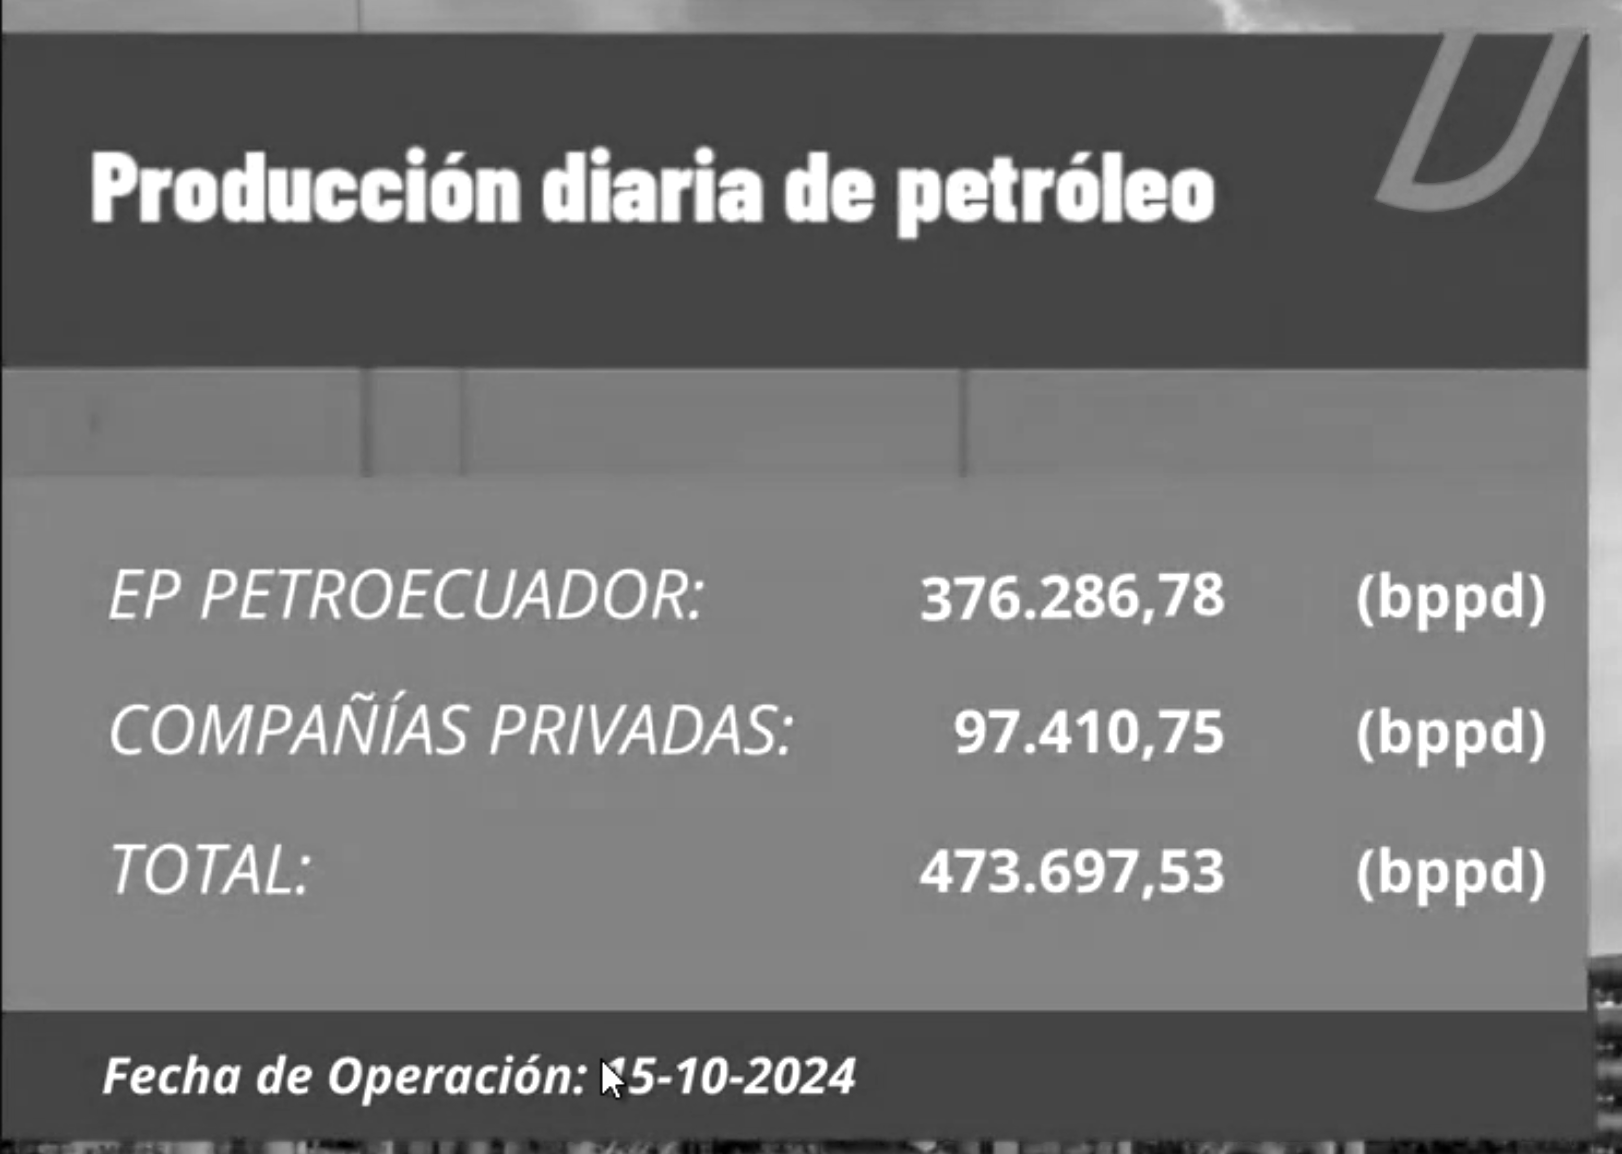 Producción diaria de petróleo
EP PETROECUADOR: 376.286,78 (bppd)
COMPAÑÍAS PRIVADAS: 97.410,75 (bppd)
TOTAL: 473.697,53 (bppd)
Fecha de Operación: 15-10-2024